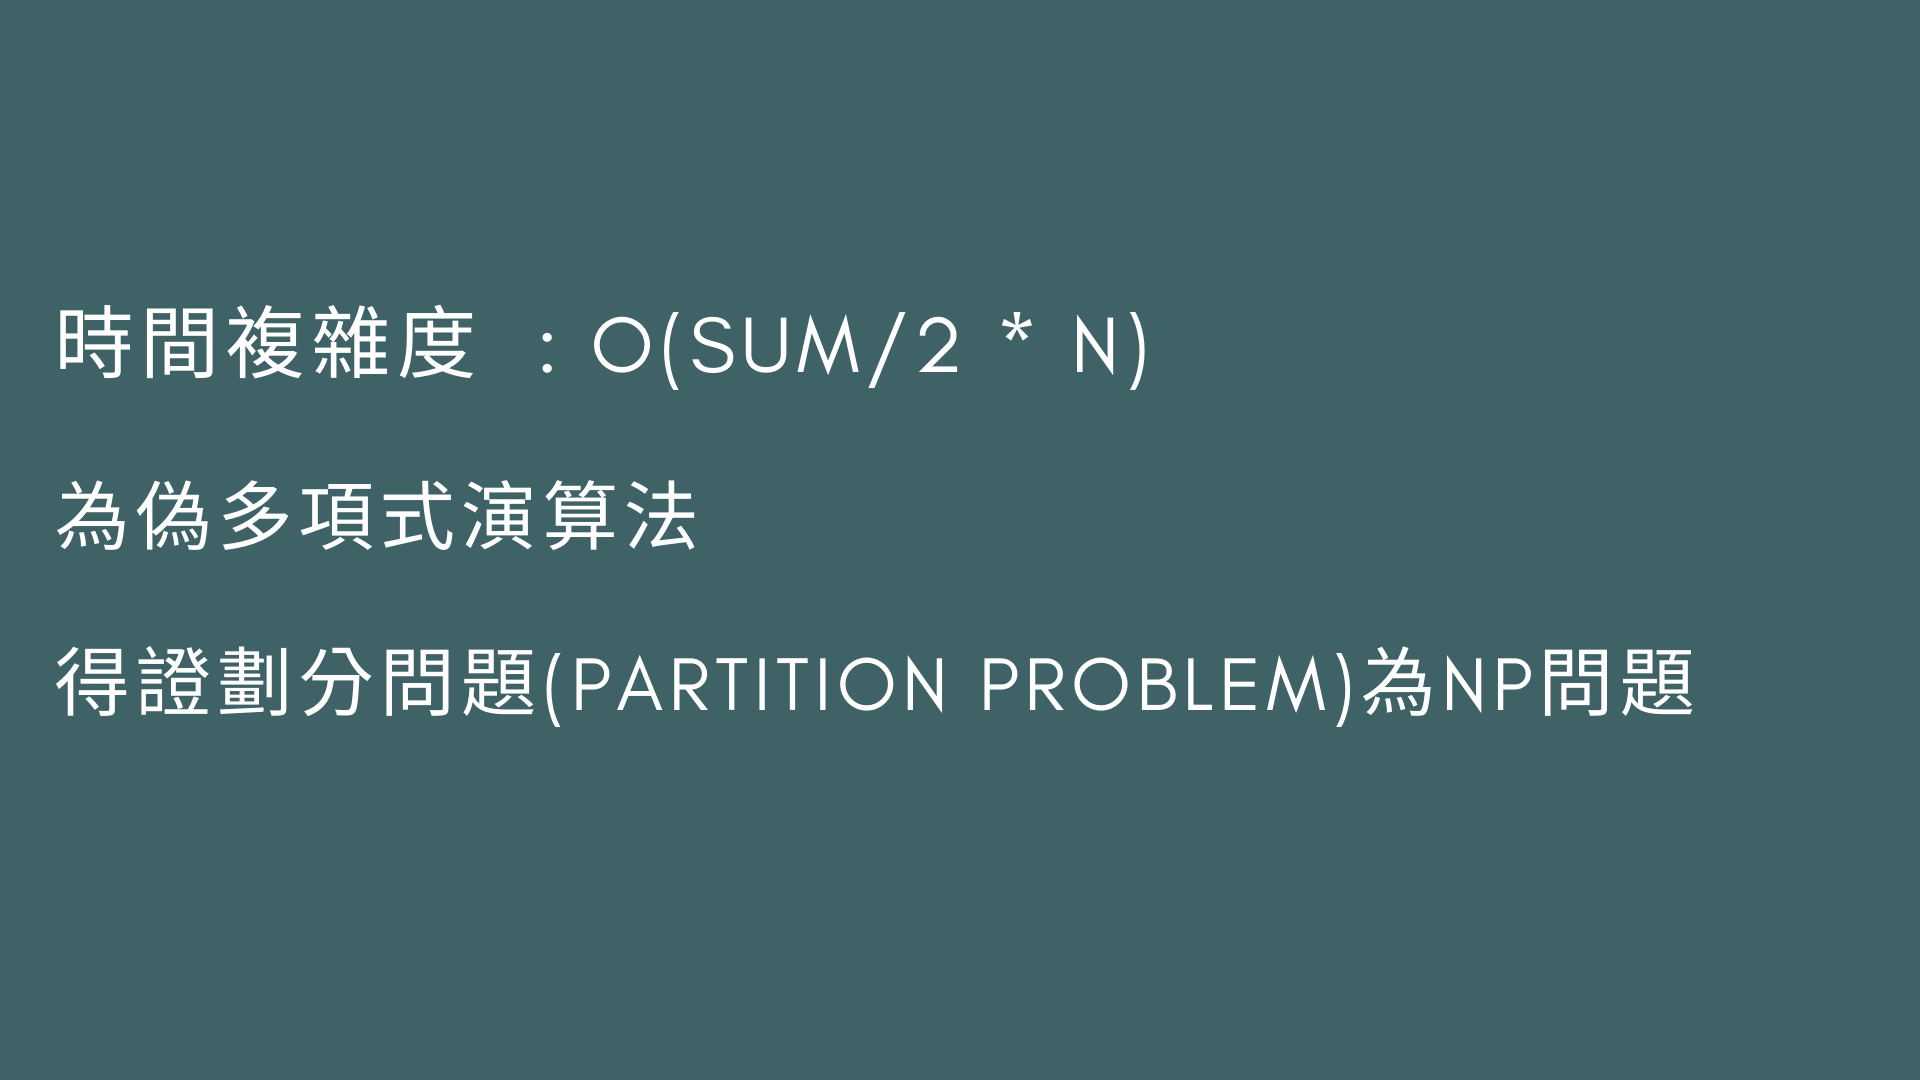 時間複雜度 : O(SUM/2 * N)
為偽多項式演算法
得證劃分問題(PARTITION PROBLEM)為NP問題